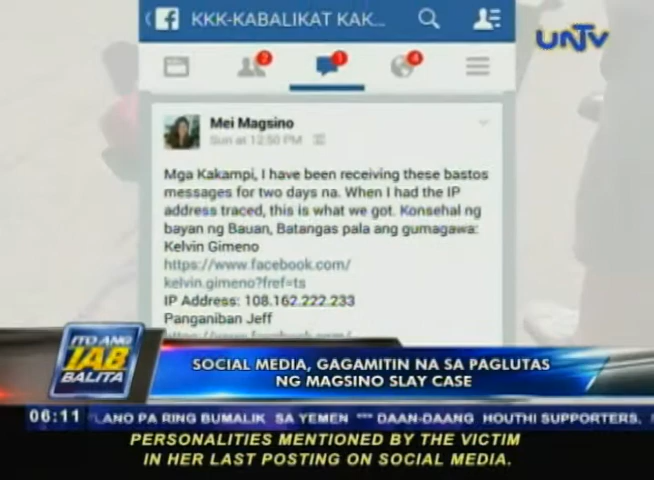 KKK-KABALIKAT KAK...
UNTV
2
1
4
Mei Magsino
Sun at 12:50 PM
Mga Kakampi, I have been receiving these bastos
messages for two days na. When I had the IP
address traced, this is what we got. Konsehal ng
bayan ng Bauan, Batangas pala ang gumagawa:
Kelvin Gimeno
https://www.facebook.com/
kelvin.gimeno?fref=ts
IP Address: 108.162.222.233
Panganiban Jeff
ITO ANG
IAB
BALITA
SOCIAL MEDIA, GAGAMITIN NA SA PAGLUTAS
NG MAGSINO SLAY CASE
06:11 LANO PA RING BUMALIK SA YEMEN *** DAAN-DAANG HOUTHI SUPPORTERS,
PERSONALITIES MENTIONED BY THE VICTIM
IN HER LAST POSTING ON SOCIAL MEDIA.